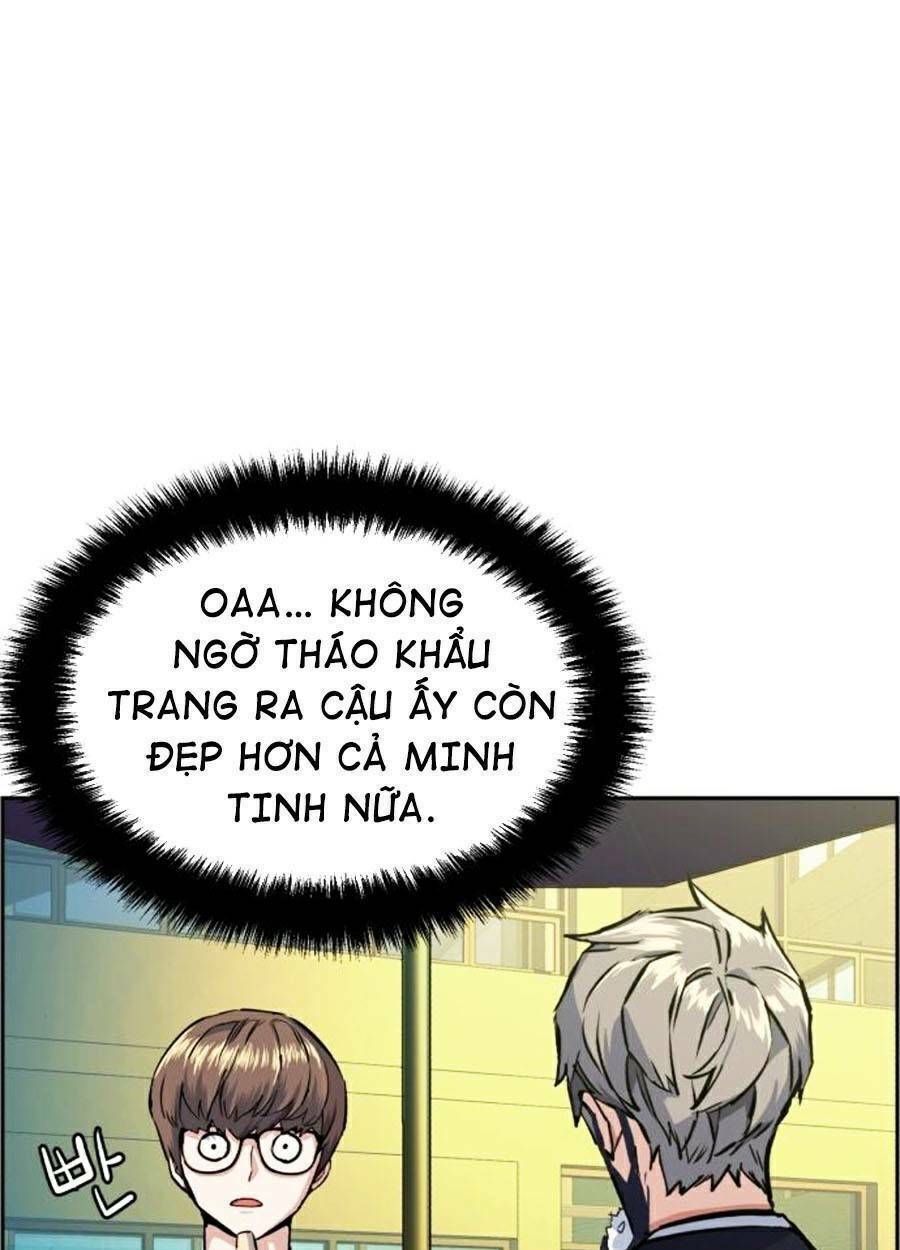 OAA... KHÔNG
NGỜ THÁO KHẨU
TRANG RA CẬU ẤY CÒN
ĐẸP HƠN CẢ MINH
TINH NỮA.
빤